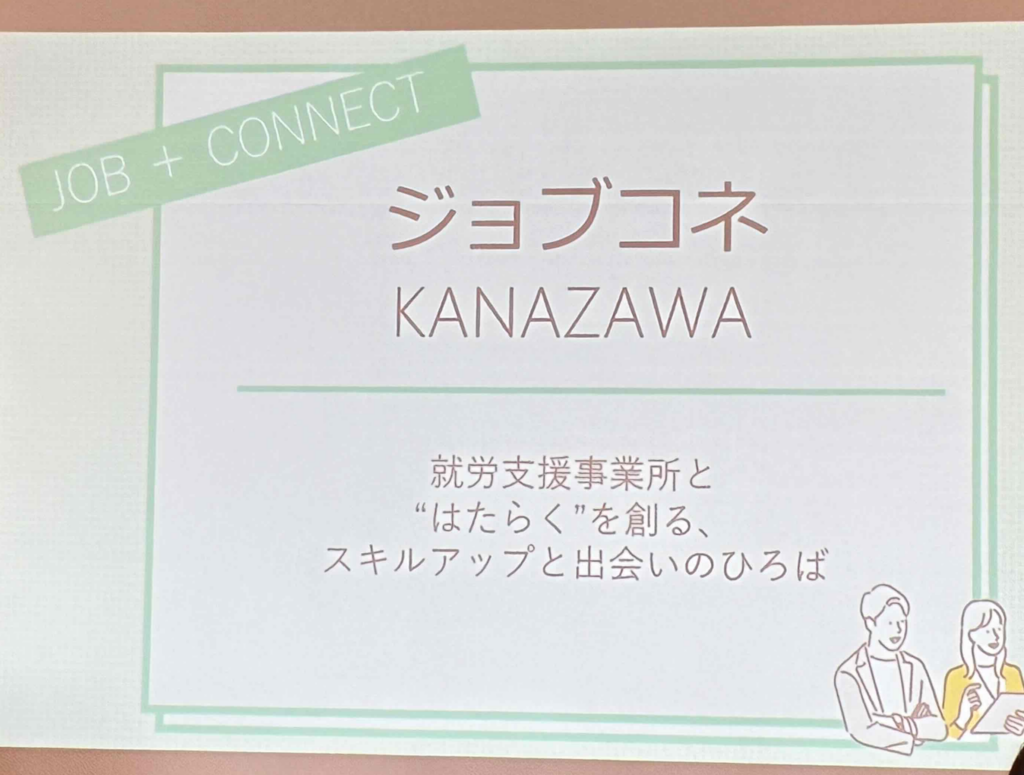 JOB + CONNECT
ジョブコネ
KANAZAWA
就労支援事業所と
“はたらく”を創る、
スキルアップと出会いのひろば